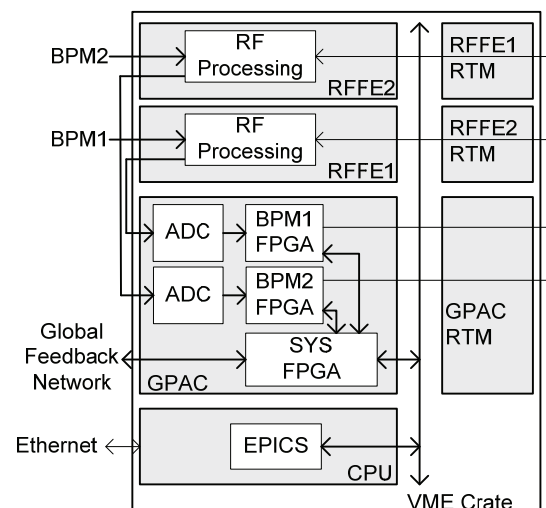 BPM2
RF
Processing
RFFE2
RFFE1
RTM
BPM1
RF
Processing
RFFE1
RFFE2
RTM
ADC
BPM1
FPGA
ADC
BPM2
FPGA
GPAC
RTM
Global
Feedback
Network
SYS
FPGA
GPAC
Ethernet
EPICS
CPU
VME Crate